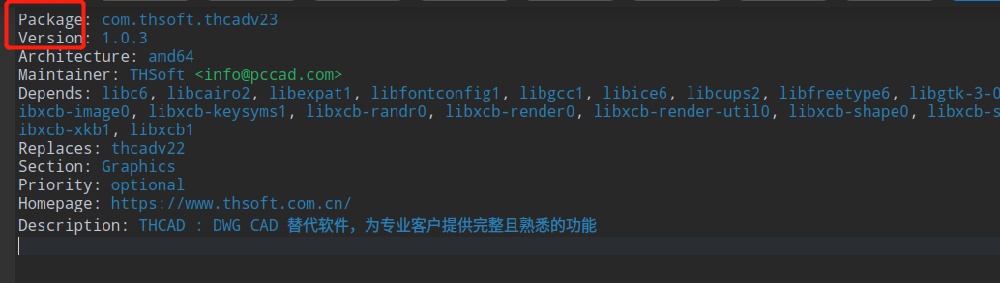 Package: com.thsoft.thcadv23
Version: 1.0.3
Architecture: amd64
Maintainer: THSoft <info@pccad.com>
Depends: libc6, libcairo2, libexpat1, libfontconfig1, libgcc1, libice6, libcups2, libfreetype6, libgtk-3-0
ibxcb-image0, libxcb-keysyms1, libxcb-randr0, libxcb-render0, libxcb-render-util0, libxcb-shape0, libxcb-s
ibxcb-xkb1, libxcb1
Replaces: thcadv22
Section: Graphics
Priority: optional
Homepage: https://www.thsoft.com.cn/
Description: THCAD : DWG CAD 替代软件，为专业客户提供完整且熟悉的功能